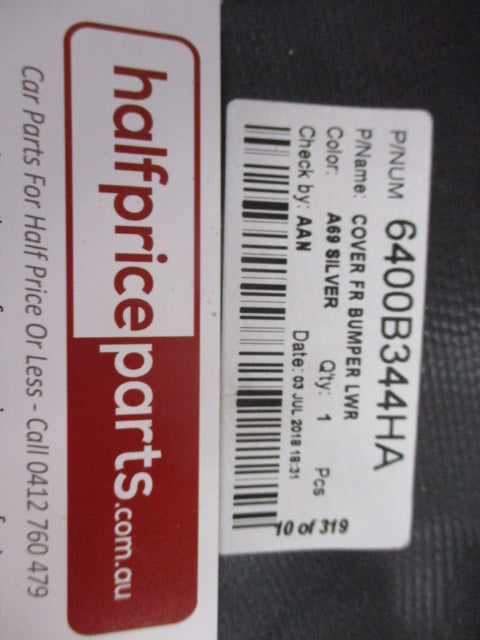 P/NUM 6400B344HA
P/Name: COVER FR BUMPER LWR
Color: A69 SILVER Q'ty: 1 Pcs
Check by: AAN Date: 03 JUL 2018 18:31
10 of 319
halfpriceparts.com.au
Car Parts For Half Price Or Less - Call 0412 760 479